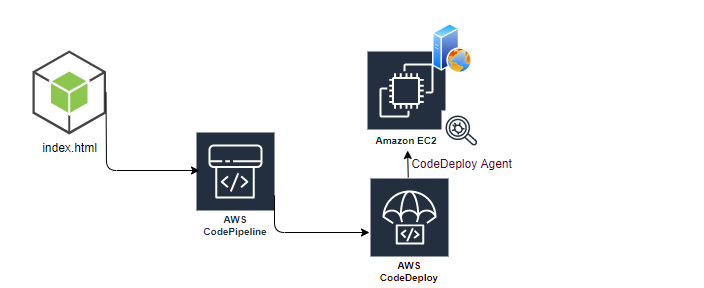 index.html
AWS
CodePipeline
Amazon EC2
CodeDeploy Agent
AWS
CodeDeploy